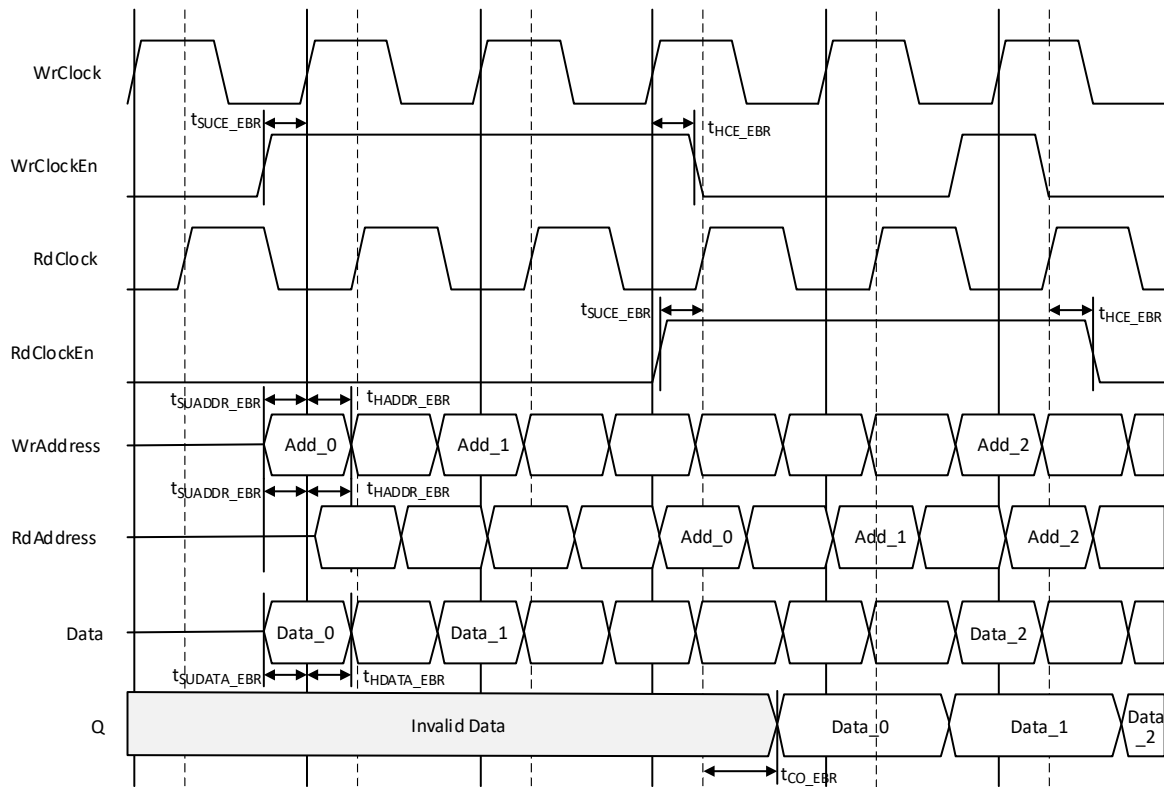 WrClock
tSUCE_EBR
tHCE_EBR
WrClockEn
RdClock
tSUCE_EBR
tHCE_EBR
RdClockEn
tSUADDR_EBR
tHADDR_EBR
WrAddress
Add_0
Add_1
Add_2
tSUADDR_EBR
tHADDR_EBR
RdAddress
Add_0
Add_1
Add_2
Data
Data_0
Data_1
Data_2
tSUDATA_EBR
tHDATA_EBR
Q
Invalid Data
Data_0
Data_1
Data
_2
tCO_EBR